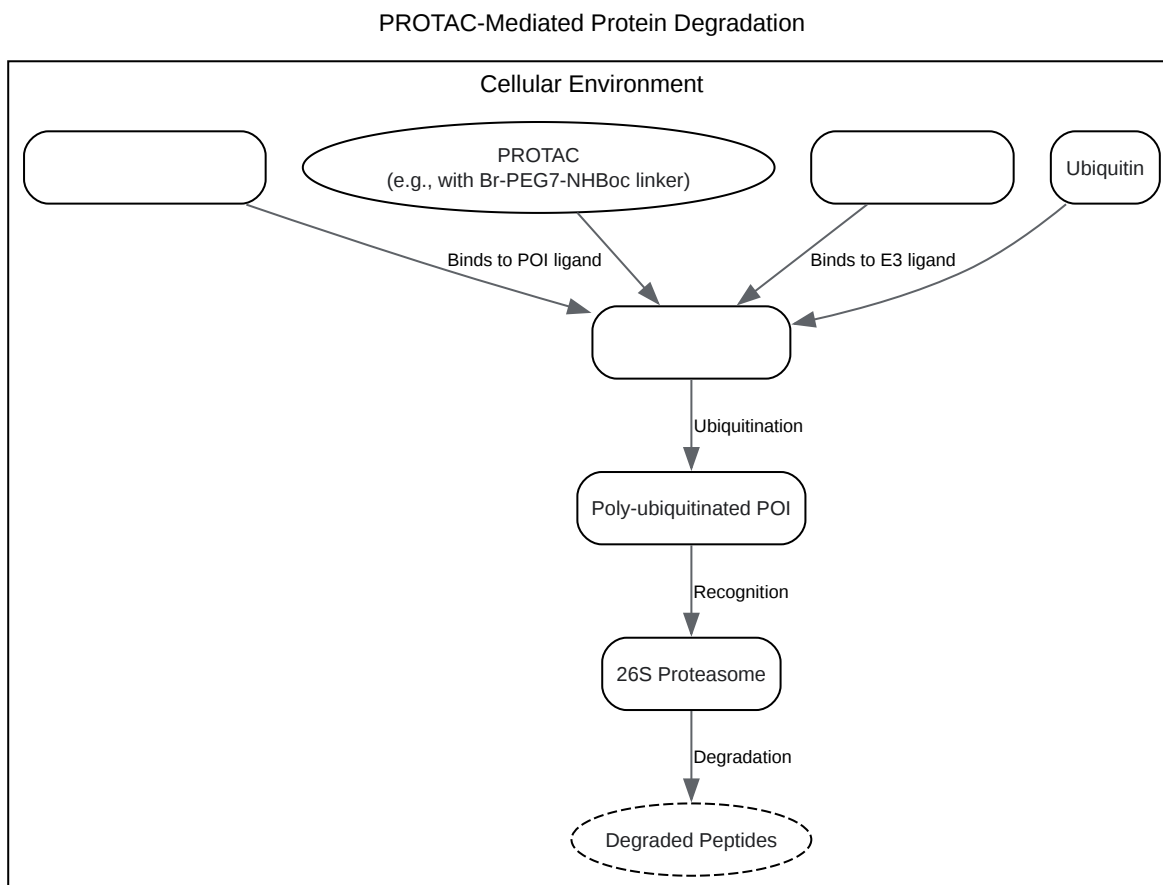 PROTAC-Mediated Protein Degradation
Cellular Environment
PROTAC
(e.g., with Br-PEG7-NHBoc linker)
Ubiquitin
Binds to POI ligand
Binds to E3 ligand
Ubiquitination
Poly-ubiquitinated POI
Recognition
26S Proteasome
Degradation
Degraded Peptides